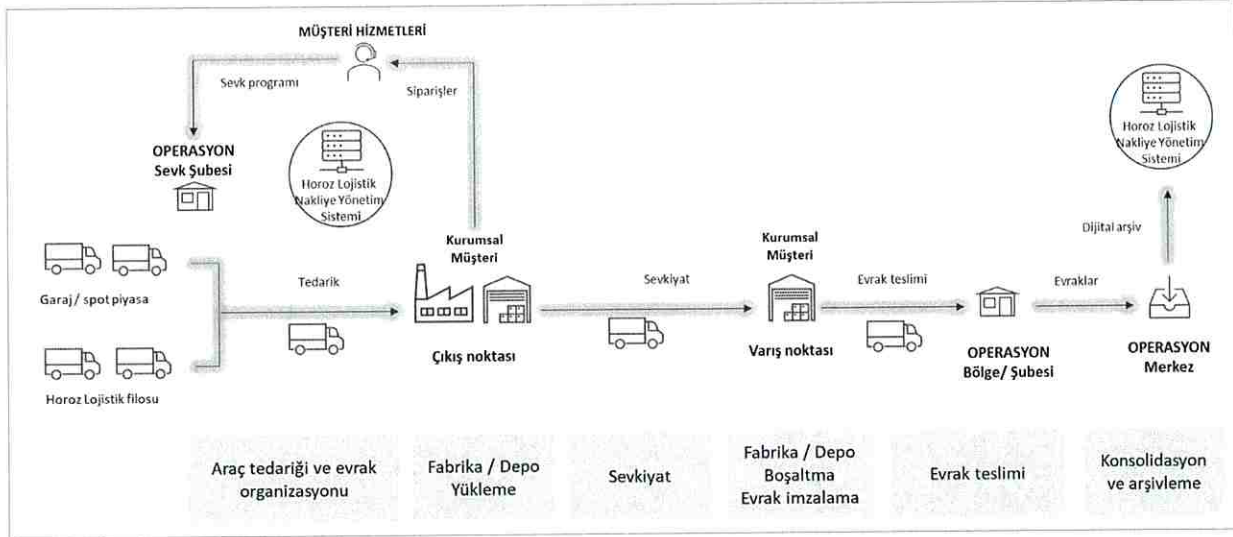 MÜŞTERİ HİZMETLERİ
Sevk programı
Siparişler
OPERASYON
Sevk Şubesi
Horoz Lojistik
Nakliye Yönetim
Sistemi
Horoz Lojistik
Nakliye Yönetim
Sistemi
Dijital arşiv
Garaj / spot piyasa
Horoz Lojistik filosu
Tedarik
Kurumsal
Müşteri
Çıkış noktası
Sevkiyat
Kurumsal
Müşteri
Varış noktası
Evrak teslimi
OPERASYON
Bölge/ Şubesi
Evraklar
OPERASYON
Merkez
Araç tedariği ve evrak
organizasyonu
Fabrika / Depo
Yükleme
Sevkiyat
Fabrika / Depo
Boşaltma
Evrak imzalama
Evrak teslimi
Konsolidasyon
ve arşivleme